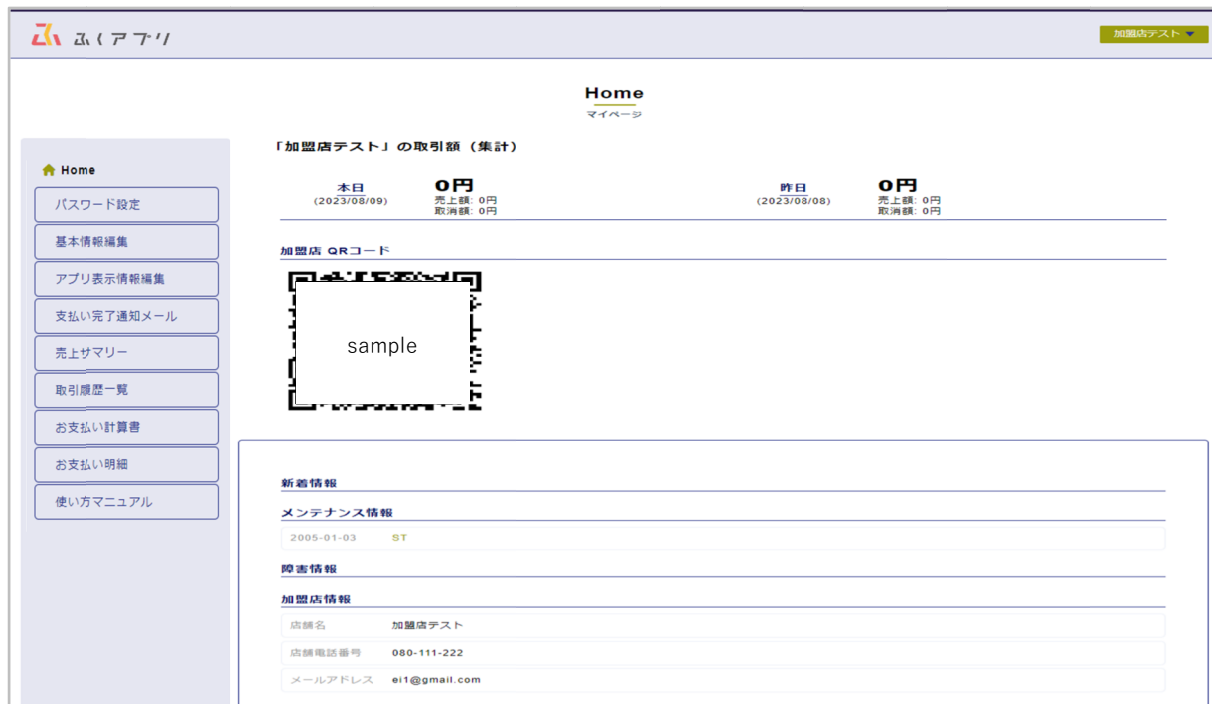 ふくアプリ
加盟店テスト
Home
マイページ
Home
パスワード設定
基本情報編集
アプリ表示情報編集
支払い完了通知メール
売上サマリー
取引履歴一覧
お支払い計算書
お支払い明細
使い方マニュアル
「加盟店テスト」の取引額（集計）
本日
(2023/08/09)
0円
売上額: 0円
取消額: 0円
昨日
(2023/08/08)
0円
売上額: 0円
取消額: 0円
加盟店 QRコード
sample
新着情報
メンテナンス情報
2005-01-03 ST
障害情報
加盟店情報
店舗名 加盟店テスト
店舗電話番号 080-111-222
メールアドレス ei1@gmail.com